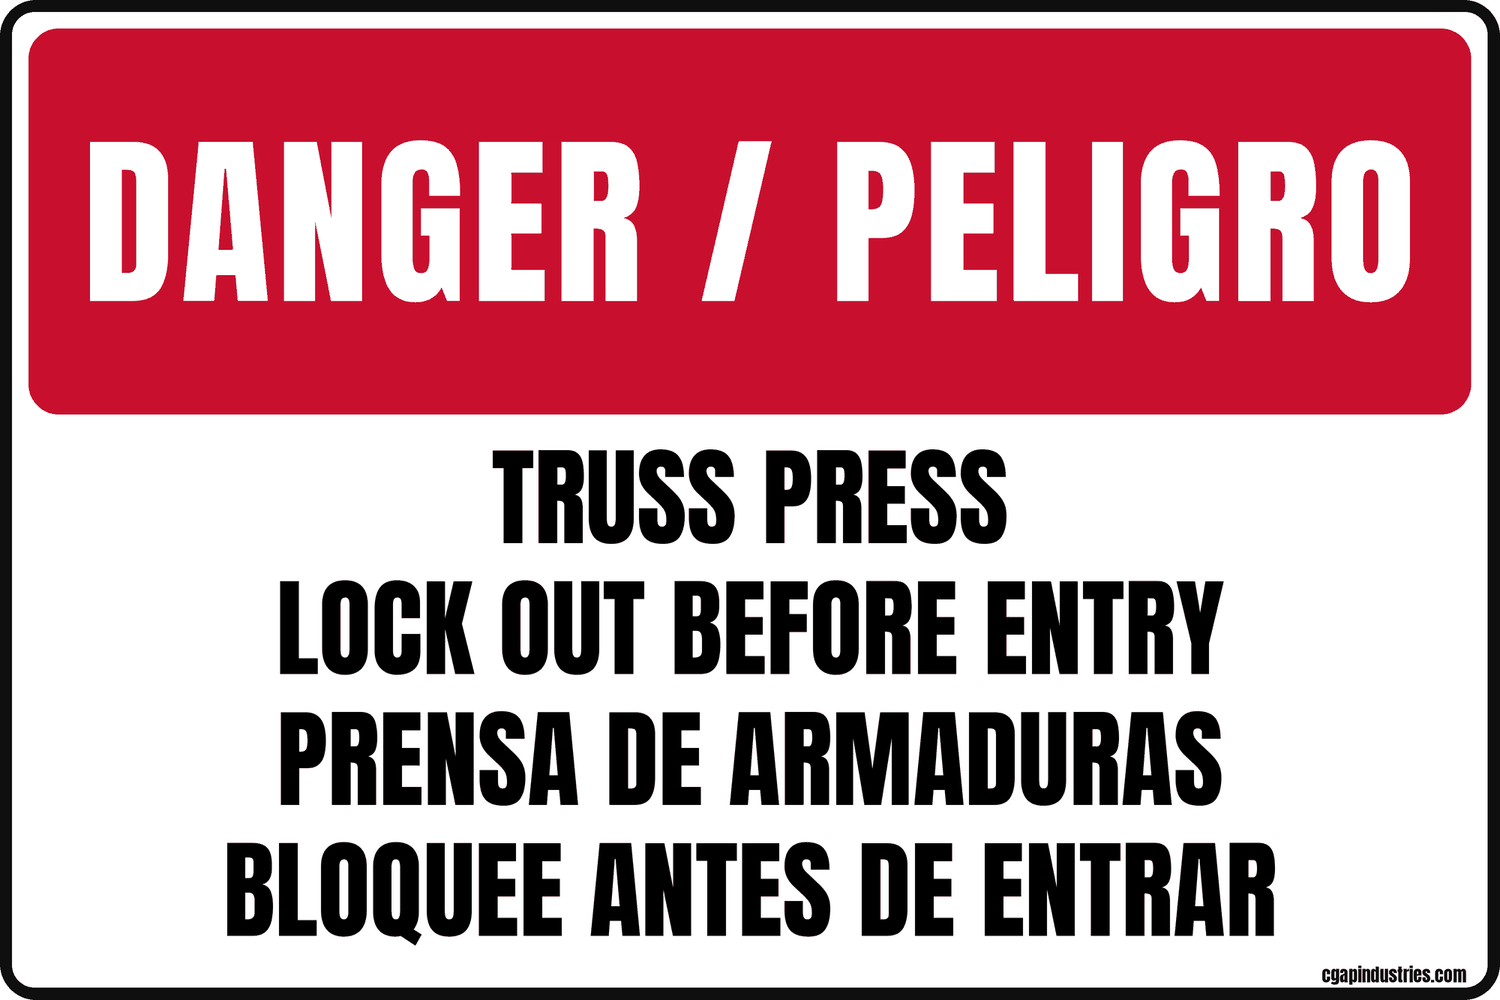 DANGER / PELIGRO
TRUSS PRESS
LOCK OUT BEFORE ENTRY
PRENSA DE ARMADURAS
BLOQUEE ANTES DE ENTRAR
cgapindustries.com